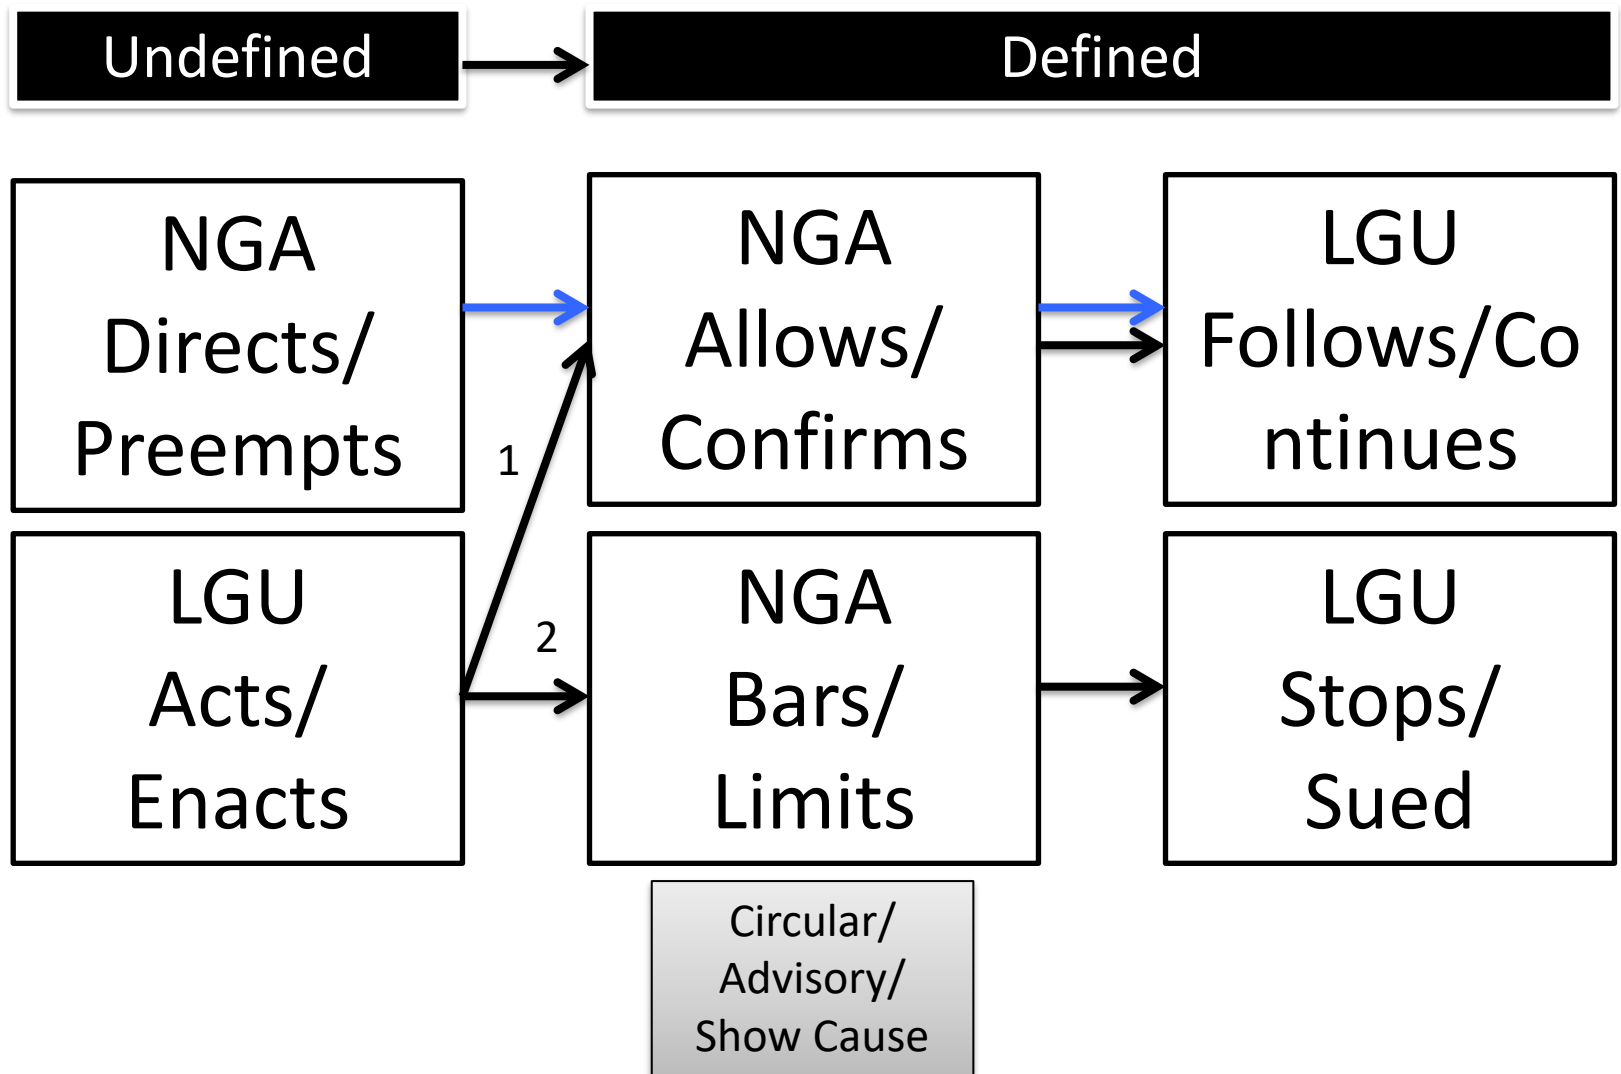 Undefined
Defined
NGA
Directs/
Preempts
NGA
Allows/
Confirms
LGU
Follows/Co
ntinues
1
LGU
Acts/
Enacts
2
NGA
Bars/
Limits
LGU
Stops/
Sued
Circular/
Advisory/
Show Cause